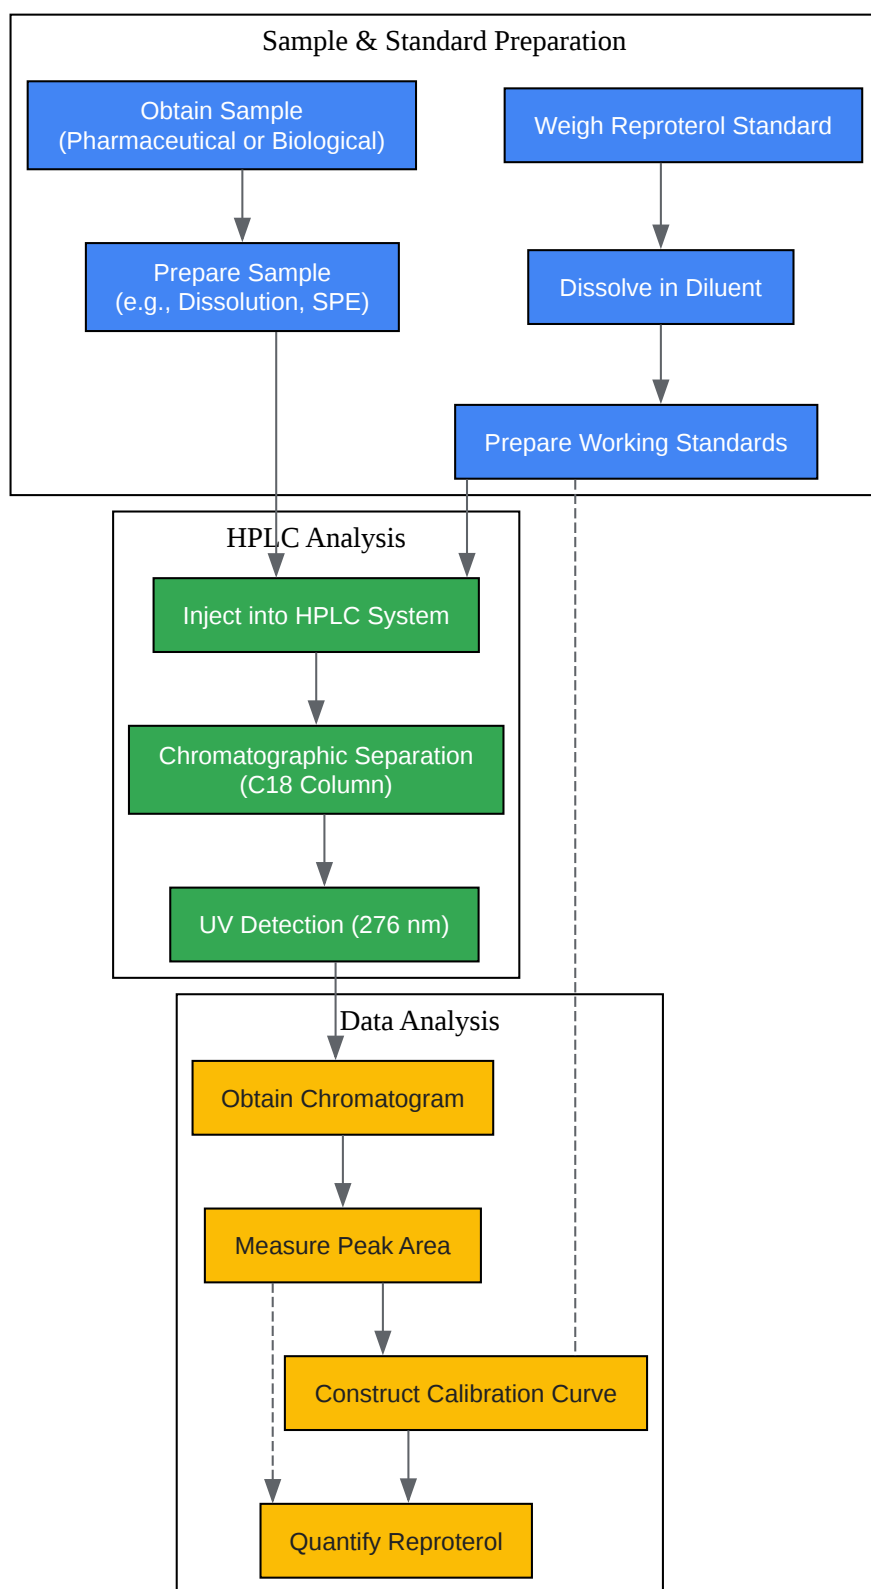 Sample & Standard Preparation
Obtain Sample
(Pharmaceutical or Biological)
Weigh Reproterol Standard
Prepare Sample
(e.g., Dissolution, SPE)
Dissolve in Diluent
Prepare Working Standards
HPLC Analysis
Inject into HPLC System
Chromatographic Separation
(C18 Column)
UV Detection (276 nm)
Data Analysis
Obtain Chromatogram
Measure Peak Area
Construct Calibration Curve
Quantify Reproterol